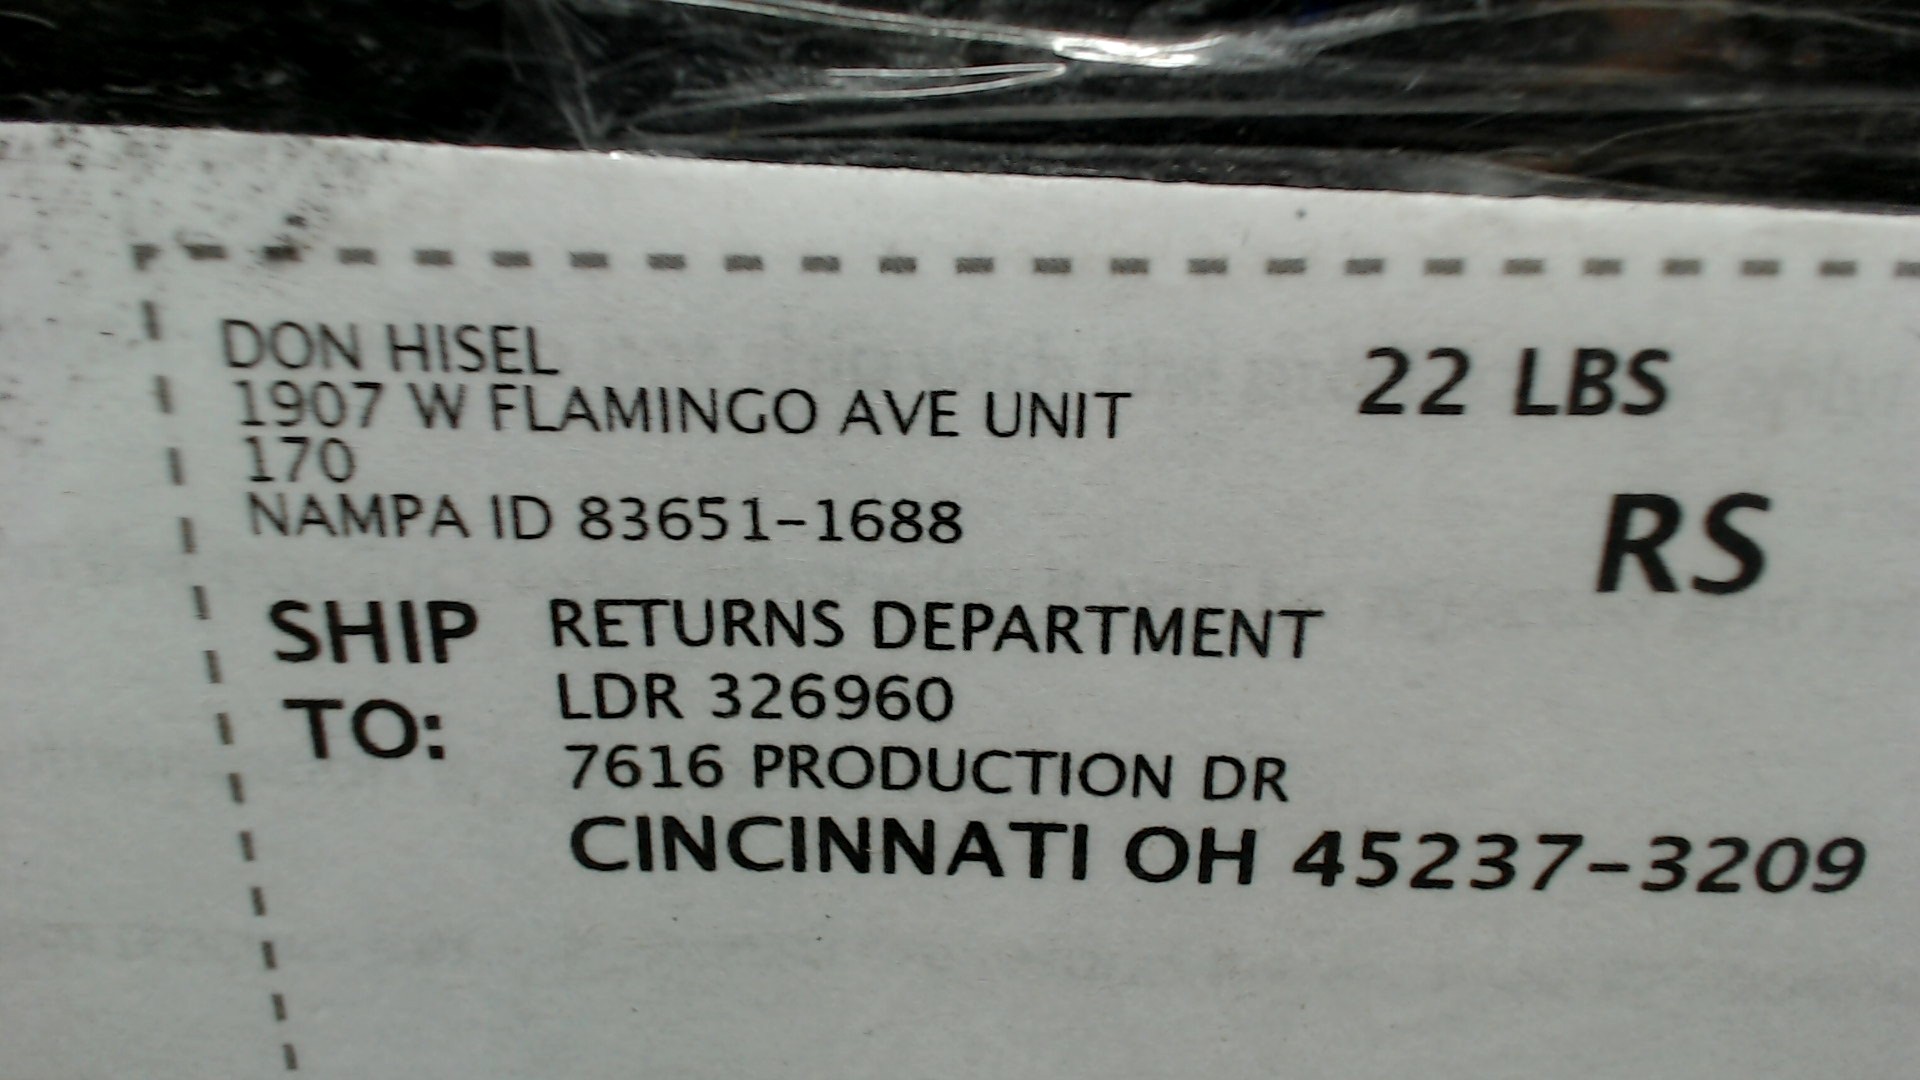 DON HISEL
1907 W FLAMINGO AVE UNIT
170
NAMPA ID 83651-1688
22 LBS
RS
SHIP TO:
RETURNS DEPARTMENT
LDR 326960
7616 PRODUCTION DR
CINCINNATI OH 45237-3209